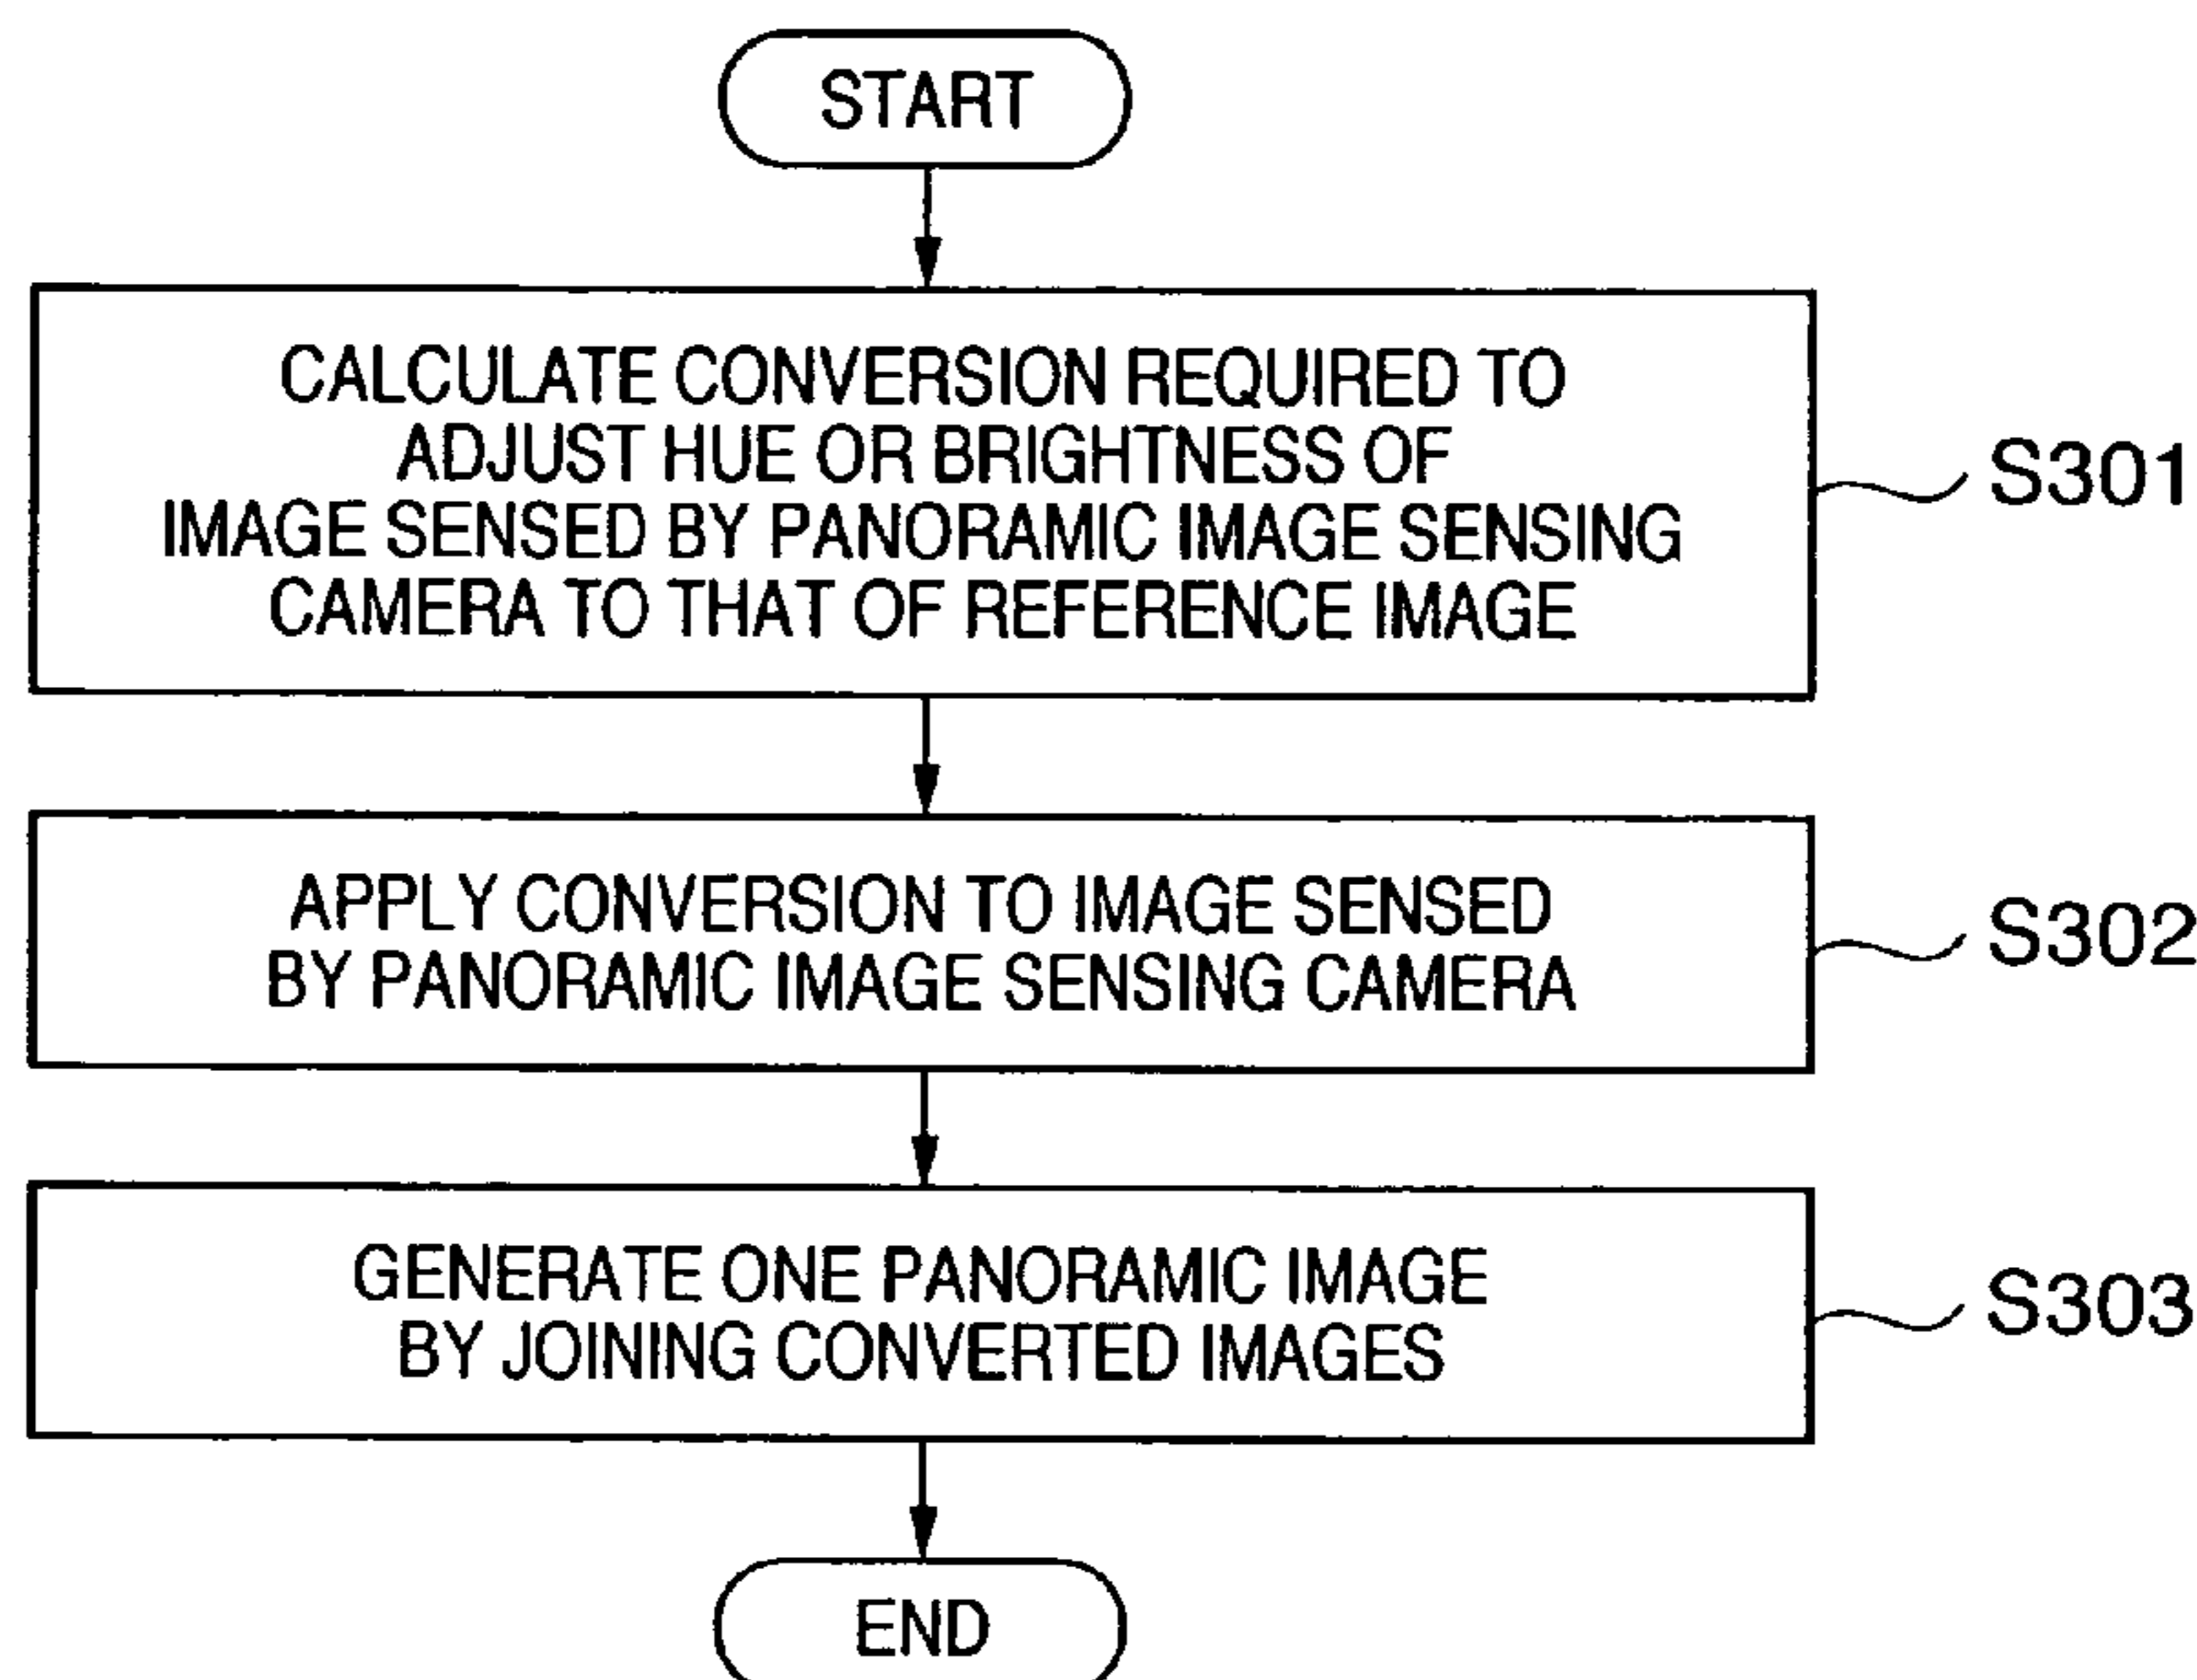 START
CALCULATE CONVERSION REQUIRED TO
ADJUST HUE OR BRIGHTNESS OF
IMAGE SENSED BY PANORAMIC IMAGE SENSING
CAMERA TO THAT OF REFERENCE IMAGE
S301
APPLY CONVERSION TO IMAGE SENSED
BY PANORAMIC IMAGE SENSING CAMERA
S302
GENERATE ONE PANORAMIC IMAGE
BY JOINING CONVERTED IMAGES
S303
END